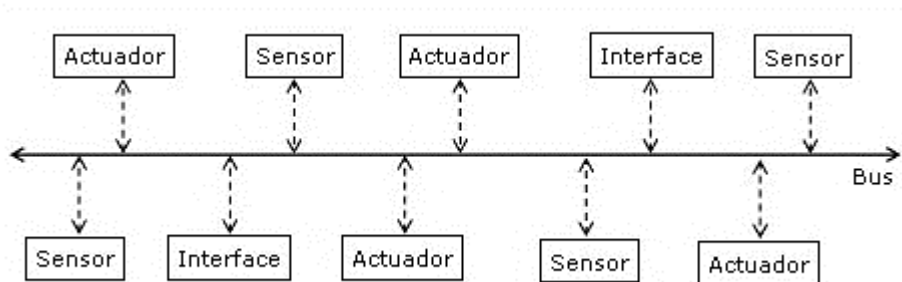 Actuador
Sensor
Actuador
Interface
Sensor
Bus
Sensor
Interface
Actuador
Sensor
Actuador